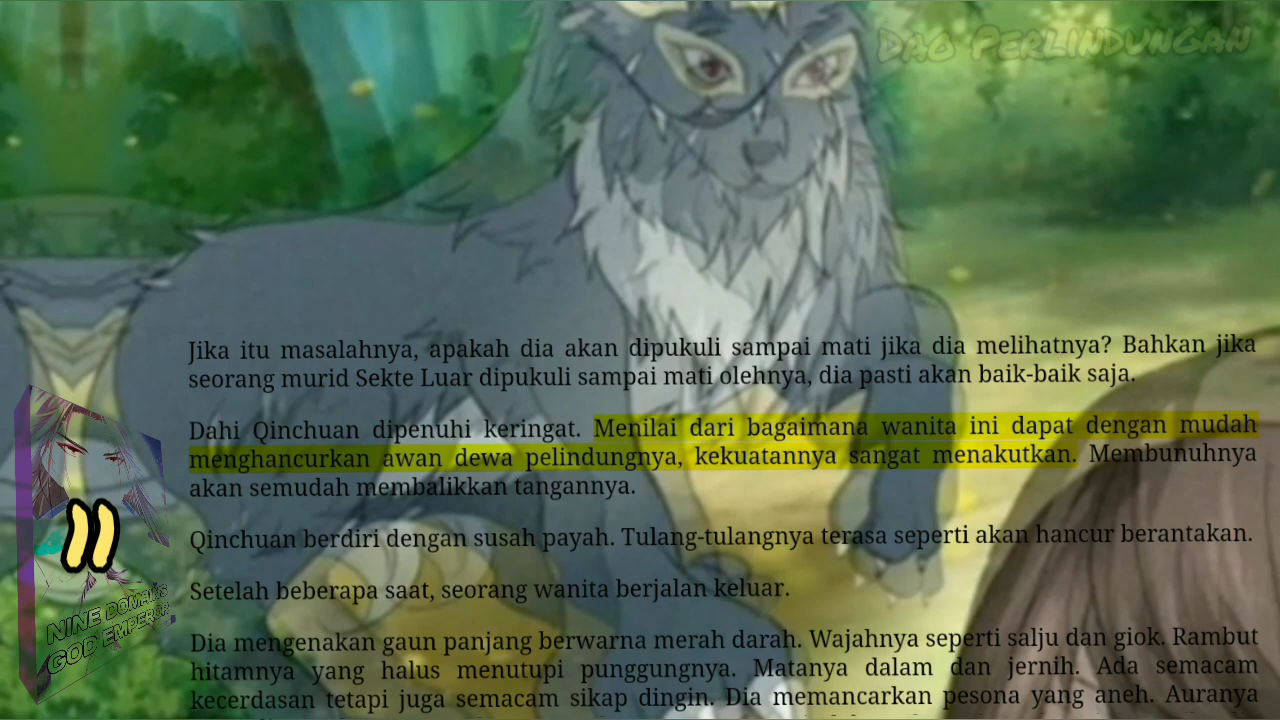 Dao Perlindungan
Jika itu masalahnya, apakah dia akan dipukuli sampai mati jika dia melihatnya? Bahkan jika
seorang murid Sekte Luar dipukuli sampai mati olehnya, dia pasti akan baik-baik saja.
Dahi Qinchuan dipenuhi keringat. Menilai dari bagaimana wanita ini dapat dengan mudah
menghancurkan awan dewa pelindungnya, kekuatannya sangat menakutkan. Membunuhnya
akan semudah membalikkan tangannya.
Qinchuan berdiri dengan susah payah. Tulang-tulangnya terasa seperti akan hancur berantakan.
Setelah beberapa saat, seorang wanita berjalan keluar.
Dia mengenakan gaun panjang berwarna merah darah. Wajahnya seperti salju dan giok. Rambut
hitamnya yang halus menutupi punggungnya. Matanya dalam dan jernih. Ada semacam
kecerdasan tetapi juga semacam sikap dingin. Dia memancarkan pesona yang aneh. Auranya
NINE DOMAINS
GOD EMPEROR